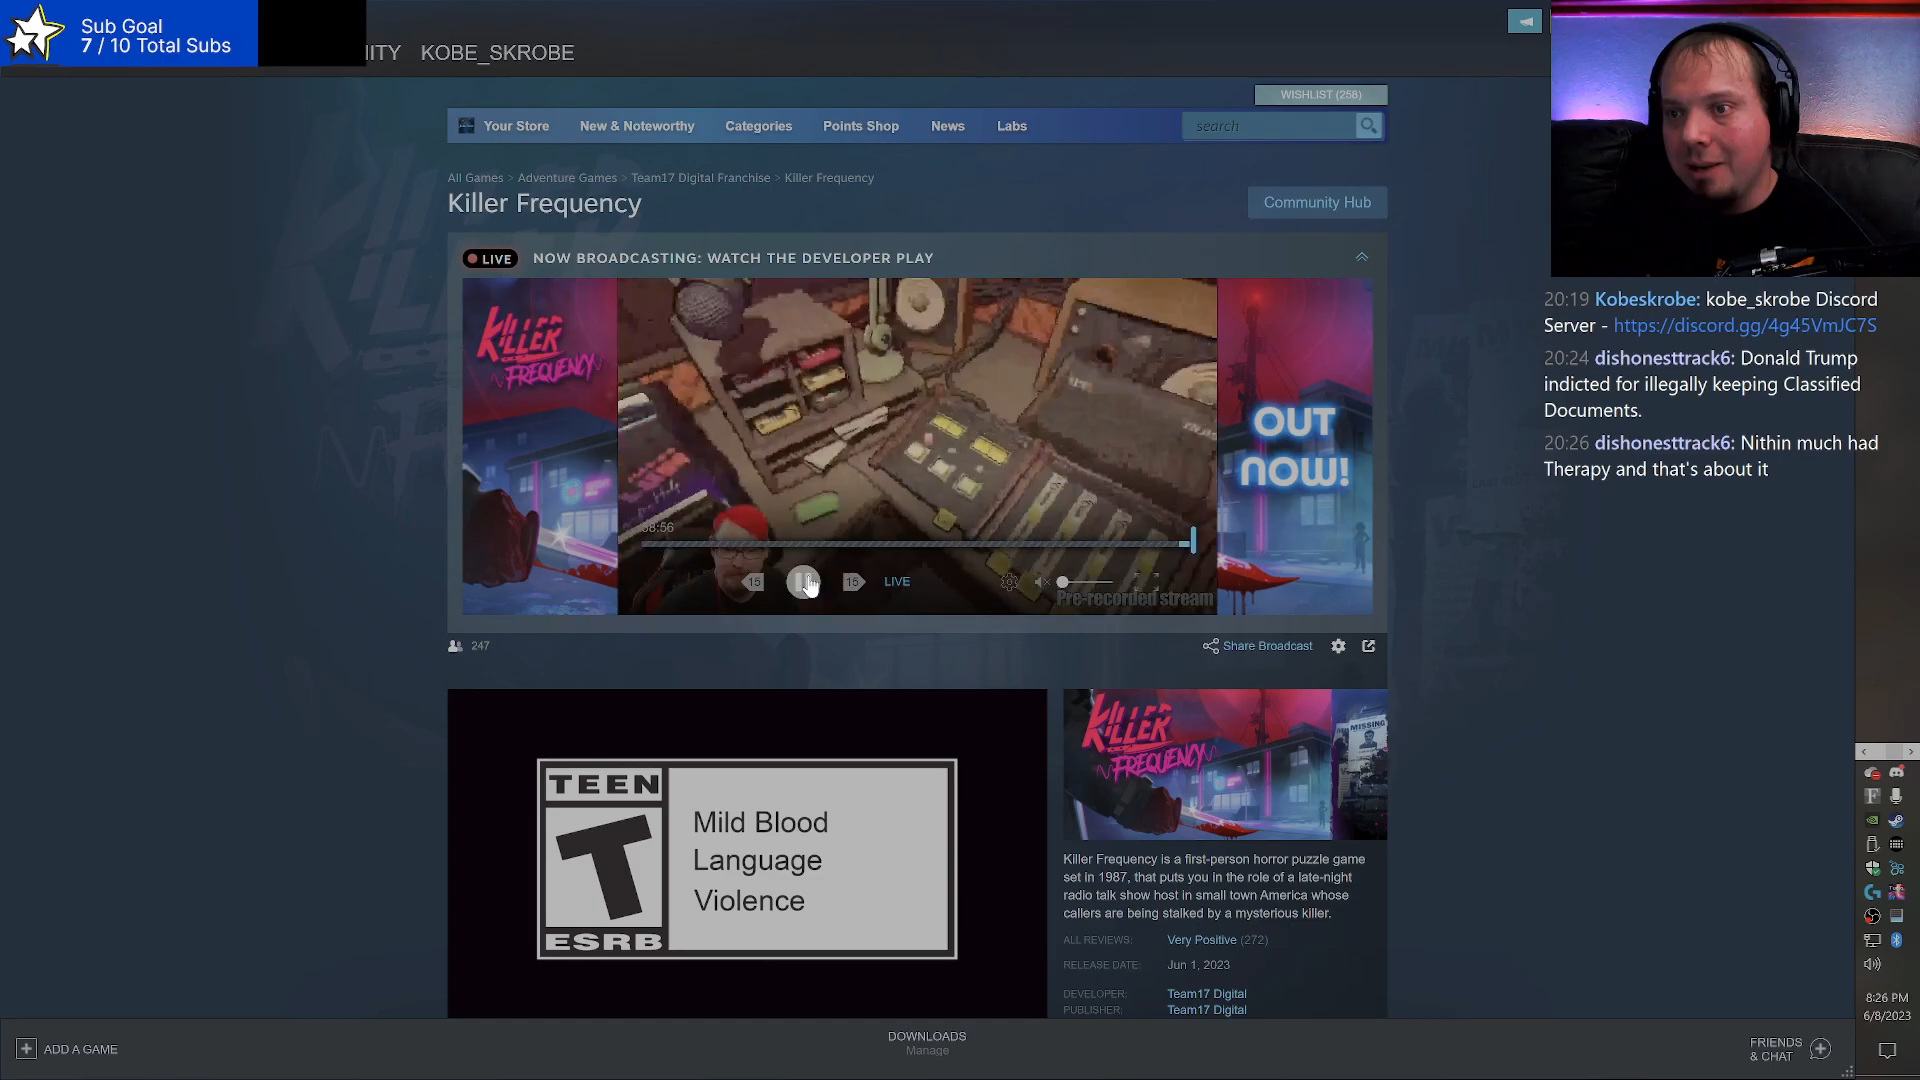 Sub Goal
7 / 10 Total Subs
ITY KOBE_SKROBE
WISHLIST (258)
Your Store New & Noteworthy Categories Points Shop News Labs
search
All Games > Adventure Games > Team17 Digital Franchise > Killer Frequency
Killer Frequency
Community Hub
LIVE NOW BROADCASTING: WATCH THE DEVELOPER PLAY
KILLER
FREQUENCY
OUT
NOW!
15 15 LIVE
Pre-recorded stream
247
Share Broadcast
TEEN
T
ESRB
Mild Blood
Language
Violence
KILLER
FREQUENCY
MISSING
Killer Frequency is a first-person horror puzzle game
set in 1987, that puts you in the role of a late-night
radio talk show host in small town America whose
callers are being stalked by a mysterious killer.
ALL REVIEWS: Very Positive (272)
RELEASE DATE: Jun 1, 2023
DEVELOPER: Team17 Digital
PUBLISHER: Team17 Digital
20:19 Kobeskrobe: kobe_skrobe Discord
Server - https://discord.gg/4g45VmJC7S
20:24 dishonesttrack6: Donald Trump
indicted for illegally keeping Classified
Documents.
20:26 dishonesttrack6: Nithin much had
Therapy and that's about it
8:26 PM
6/8/2023
ADD A GAME
DOWNLOADS
Manage
FRIENDS
& CHAT